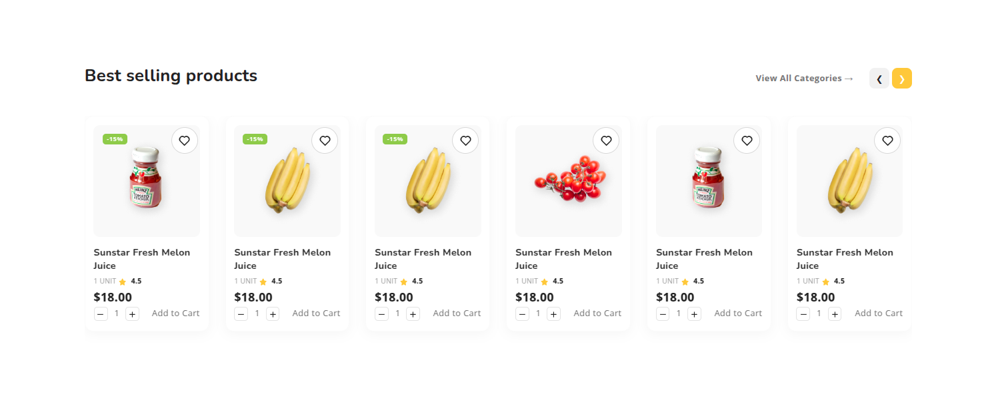 Best selling products
View All Categories →
❮ ❯
-15%
-15%
-15%
HEINZ
TOMATO
KETCHUP
HEINZ
TOMATO
KETCHUP
Sunstar Fresh Melon
Juice
1 UNIT 4.5
$18.00
− 1 + Add to Cart
Sunstar Fresh Melon
Juice
1 UNIT 4.5
$18.00
− 1 + Add to Cart
Sunstar Fresh Melon
Juice
1 UNIT 4.5
$18.00
− 1 + Add to Cart
Sunstar Fresh Melon
Juice
1 UNIT 4.5
$18.00
− 1 + Add to Cart
Sunstar Fresh Melon
Juice
1 UNIT 4.5
$18.00
− 1 + Add to Cart
Sunstar Fresh Melon
Juice
1 UNIT 4.5
$18.00
− 1 + Add to Cart